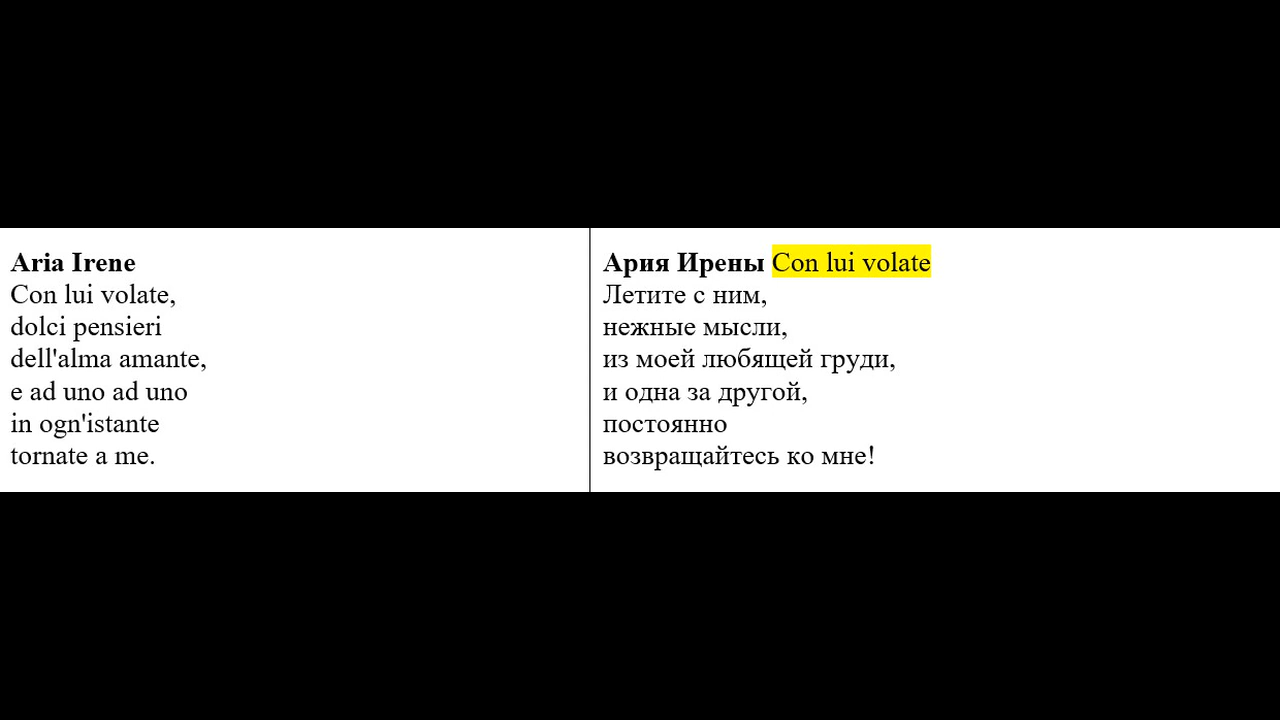 Aria Irene
Con lui volate,
dolci pensieri
dell'alma amante,
e ad uno ad uno
in ogn'istante
tornate a me.
Ария Ирены Con lui volate
Летите с ним,
нежные мысли,
из моей любящей груди,
и одна за другой,
постоянно
возвращайтесь ко мне!